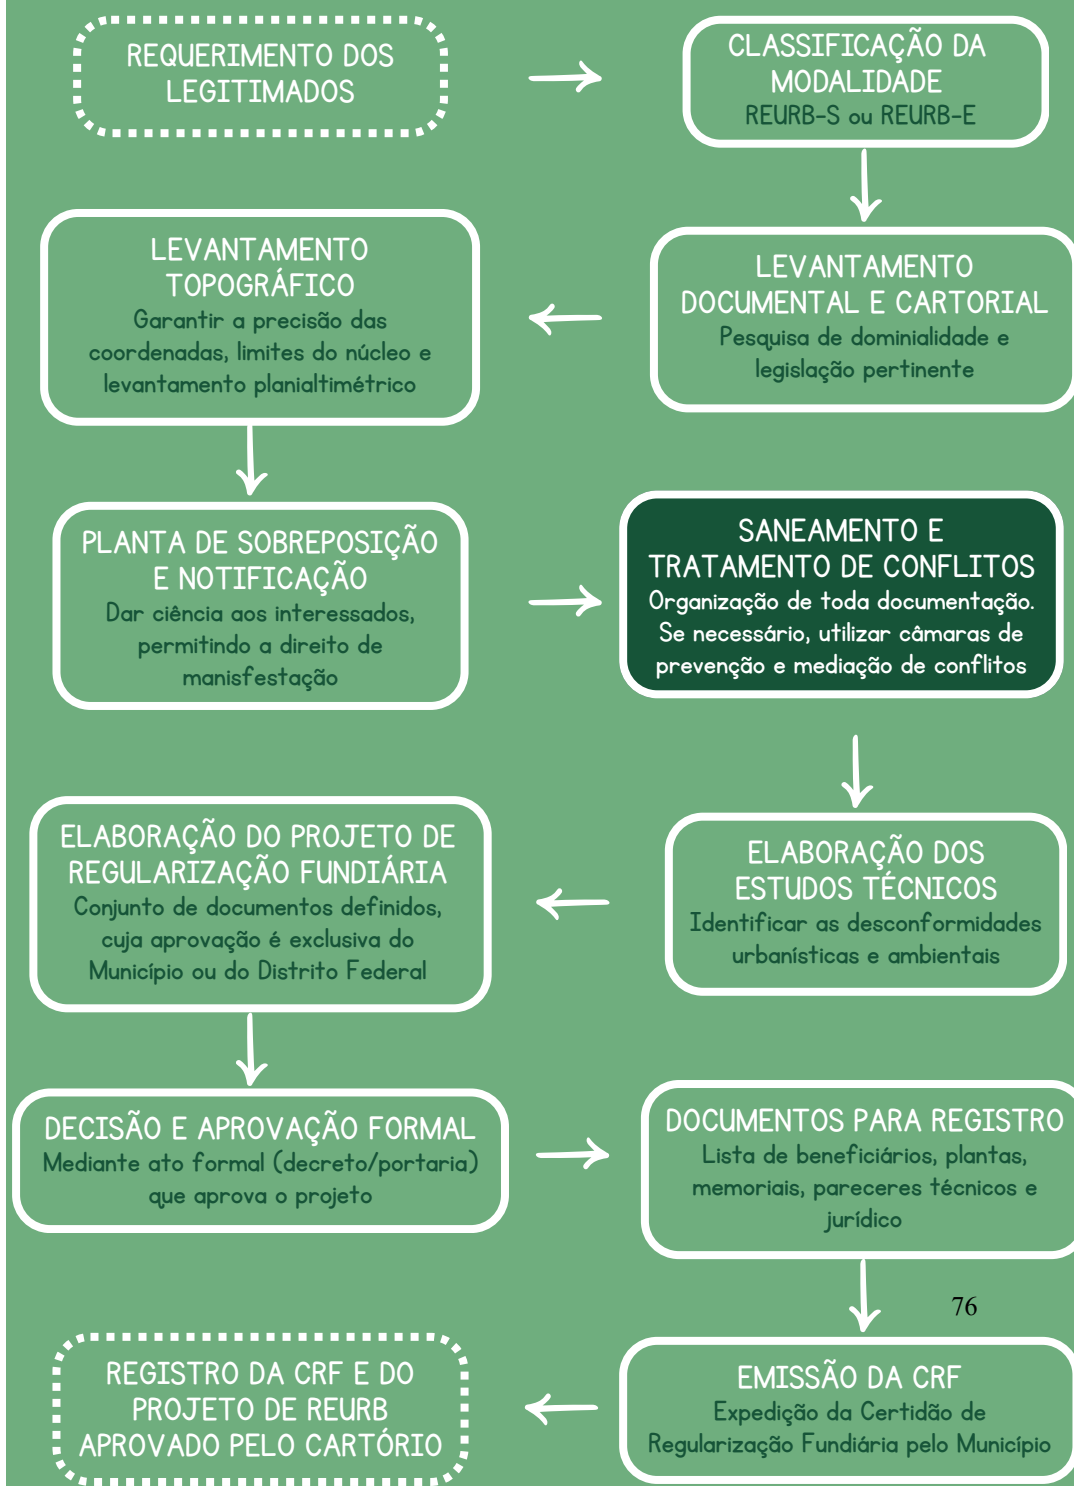 REQUERIMENTO DOS
LEGITIMADOS
CLASSIFICAÇÃO DA
MODALIDADE
REURB-S ou REURB-E
LEVANTAMENTO
DOCUMENTAL E CARTORIAL
Pesquisa de dominialidade e
legislação pertinente
LEVANTAMENTO
TOPOGRÁFICO
Garantir a precisão das
coordenadas, limites do núcleo e
levantamento planialtimétrico
PLANTA DE SOBREPOSIÇÃO
E NOTIFICAÇÃO
Dar ciência aos interessados,
permitindo a direito de
manisfestação
SANEAMENTO E
TRATAMENTO DE CONFLITOS
Organização de toda documentação.
Se necessário, utilizar câmaras de
prevenção e mediação de conflitos
ELABORAÇÃO DOS
ESTUDOS TÉCNICOS
Identificar as desconformidades
urbanísticas e ambientais
ELABORAÇÃO DO PROJETO DE
REGULARIZAÇÃO FUNDIÁRIA
Conjunto de documentos definidos,
cuja aprovação é exclusiva do
Município ou do Distrito Federal
DECISÃO E APROVAÇÃO FORMAL
Mediante ato formal (decreto/portaria)
que aprova o projeto
DOCUMENTOS PARA REGISTRO
Lista de beneficiários, plantas,
memoriais, pareceres técnicos e
jurídico
76
EMISSÃO DA CRF
Expedição da Certidão de
Regularização Fundiária pelo Município
REGISTRO DA CRF E DO
PROJETO DE REURB
APROVADO PELO CARTÓRIO